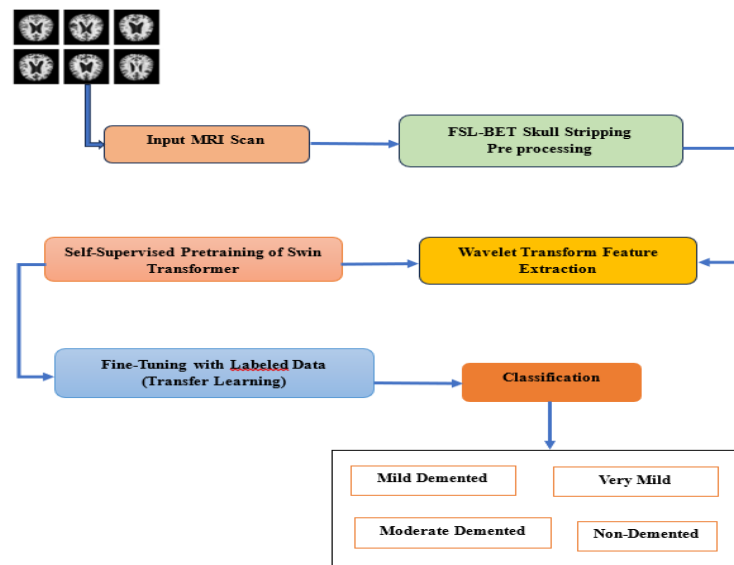 Input MRI Scan
FSL-BET Skull Stripping
Pre processing
Self-Supervised Pretraining of Swin
Transformer
Wavelet Transform Feature
Extraction
Fine-Tuning with Labeled Data
(Transfer Learning)
Classification
Mild Demented
Very Mild
Moderate Demented
Non-Demented